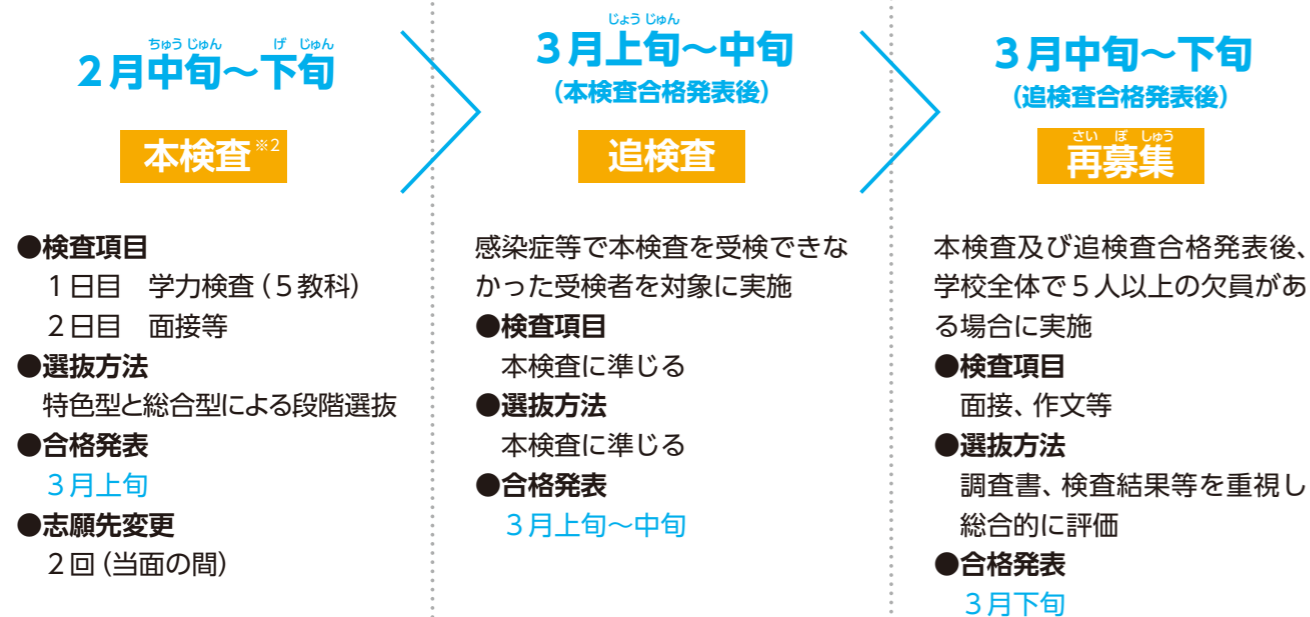 ちゅうじゅん げじゅん
2月中旬～下旬
本検査※2
●検査項目
1日目 学力検査(5教科)
2日目 面接等
●選抜方法
特色型と総合型による段階選抜
●合格発表
3月上旬
●志願先変更
2回(当面の間)
じょうじゅん
3月上旬～中旬
(本検査合格発表後)
追検査
感染症等で本検査を受検できな
かった受検者を対象に実施
●検査項目
本検査に準じる
●選抜方法
本検査に準じる
●合格発表
3月上旬～中旬
3月中旬～下旬
(追検査合格発表後)
さいぼしゅう
再募集
本検査及び追検査合格発表後、
学校全体で5人以上の欠員があ
る場合に実施
●検査項目
面接、作文等
●選抜方法
調査書、検査結果等を重視し
総合的に評価
●合格発表
3月下旬